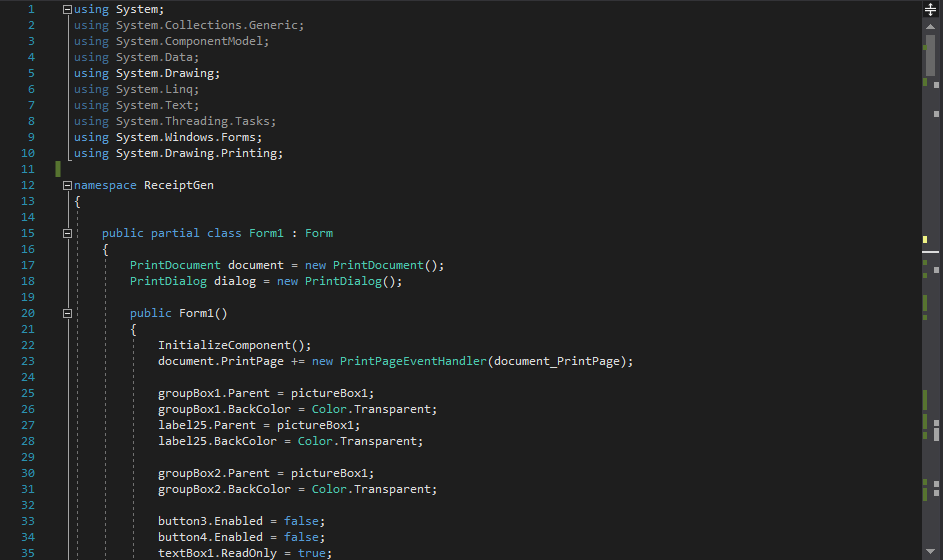 1 using System;
2 using System.Collections.Generic;
3 using System.ComponentModel;
4 using System.Data;
5 using System.Drawing;
6 using System.Linq;
7 using System.Text;
8 using System.Threading.Tasks;
9 using System.Windows.Forms;
10 using System.Drawing.Printing;
11
12 namespace ReceiptGen
13 {
14
15 public partial class Form1 : Form
16 {
17 PrintDocument document = new PrintDocument();
18 PrintDialog dialog = new PrintDialog();
19
20 public Form1()
21 {
22 InitializeComponent();
23 document.PrintPage += new PrintPageEventHandler(document_PrintPage);
24
25 groupBox1.Parent = pictureBox1;
26 groupBox1.BackColor = Color.Transparent;
27 label25.Parent = pictureBox1;
28 label25.BackColor = Color.Transparent;
29
30 groupBox2.Parent = pictureBox1;
31 groupBox2.BackColor = Color.Transparent;
32
33 button3.Enabled = false;
34 button4.Enabled = false;
35 textBox1.ReadOnly = true;